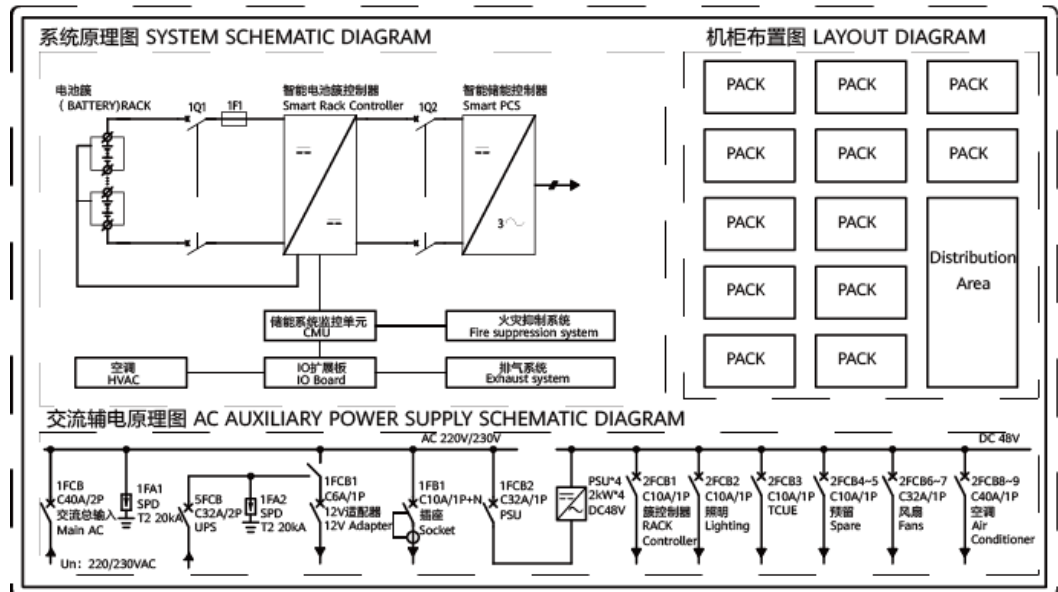 系统原理图 SYSTEM SCHEMATIC DIAGRAM
电池簇
( BATTERY)RACK
1Q1
1F1
智能电池簇控制器
Smart Rack Controller
1Q2
智能储能控制器
Smart PCS
3
储能系统监控单元
CMU
火灾抑制系统
Fire suppression system
空调
HVAC
IO扩展板
IO Board
排气系统
Exhaust system
机柜布置图 LAYOUT DIAGRAM
PACK
PACK
PACK
PACK
PACK
PACK
PACK
PACK
Distribution
Area
PACK
PACK
PACK
PACK
交流辅电原理图 AC AUXILIARY POWER SUPPLY SCHEMATIC DIAGRAM
AC 220V/230V
DC 48V
1FCB
C40A/2P
交流总输入
Main AC
Un: 220/230VAC
1FA1
SPD
T2 20kA
5FCB
C32A/2P
UPS
1FA2
SPD
T2 20kA
1FCB1
C6A/1P
12V适配器
12V Adapter
1FB1
C10A/1P+N
插座
Socket
1FCB2
C32A/1P
PSU
PSU*4
2kW*4
DC48V
2FCB1
C10A/1P
簇控制器
RACK
Controller
2FCB2
C10A/1P
照明
Lighting
2FCB3
C10A/1P
TCUE
2FCB4~5
C10A/1P
预留
Spare
2FCB6~7
C32A/1P
风扇
Fans
2FCB8~9
C40A/1P
空调
Air
Conditioner